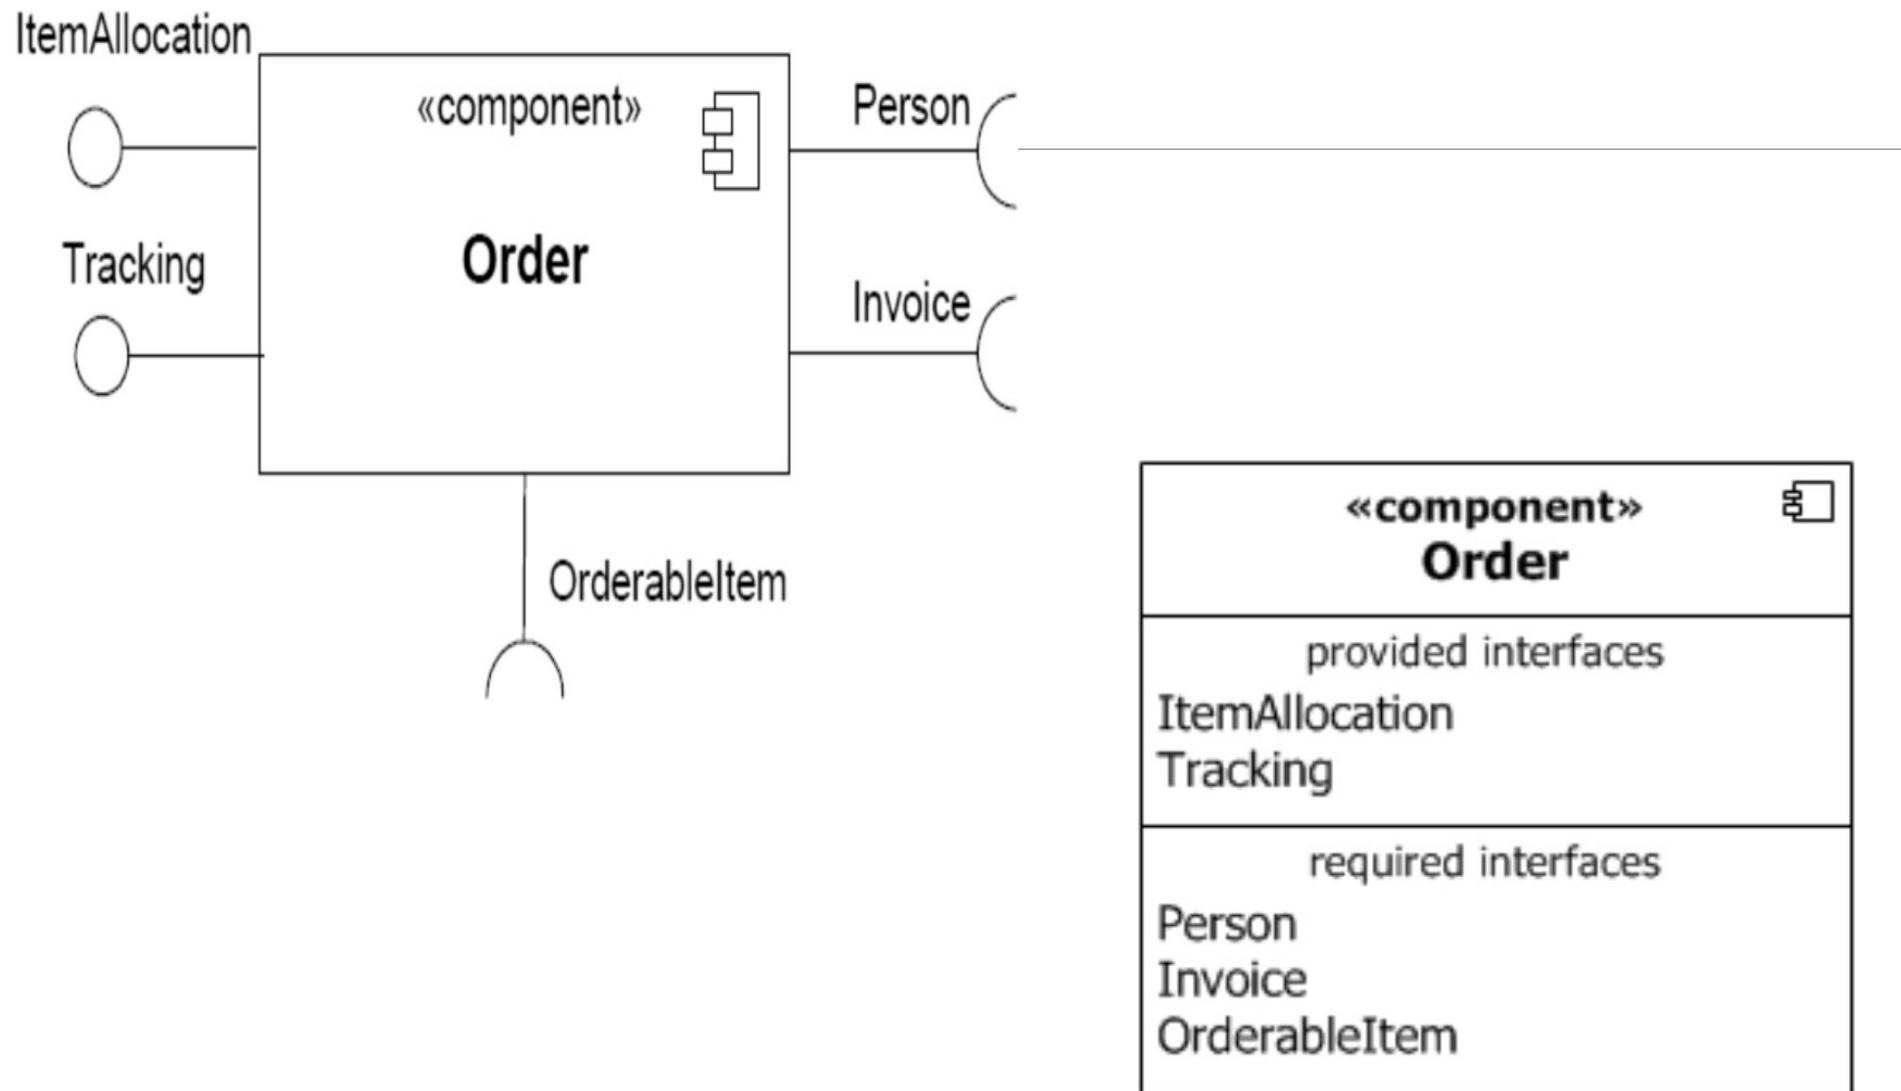 ItemAllocation
«component»
Person
Order
Tracking
Invoice
OrderableItem
«component»
Order
provided interfaces
ItemAllocation
Tracking
required interfaces
Person
Invoice
OrderableItem